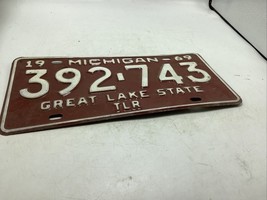 19 - MICHIGAN - 69
392·743
GREAT LAKE STATE
TLR